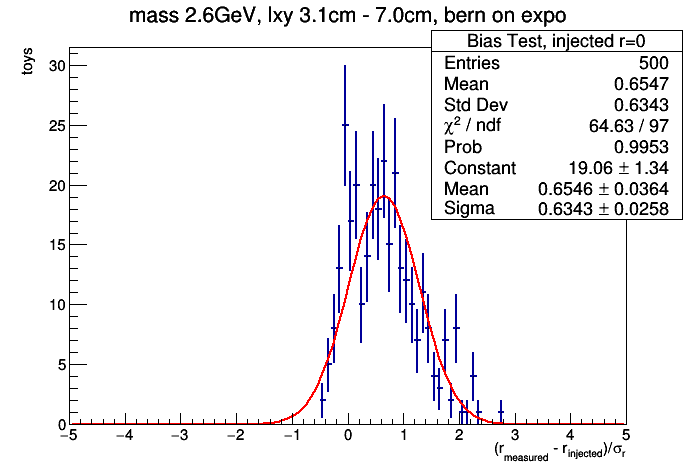 mass 2.6GeV, lxy 3.1cm - 7.0cm, bern on expo
Bias Test, injected r=0
Entries 500
Mean 0.6547
Std Dev 0.6343
χ² / ndf 64.63 / 97
Prob 0.9953
Constant 19.06 ± 1.34
Mean 0.6546 ± 0.0364
Sigma 0.6343 ± 0.0258
toys
30
25
20
15
10
5
0
−5 −4 −3 −2 −1 0 1 2 3 4 5
(r_measured - r_injected)/σ_r